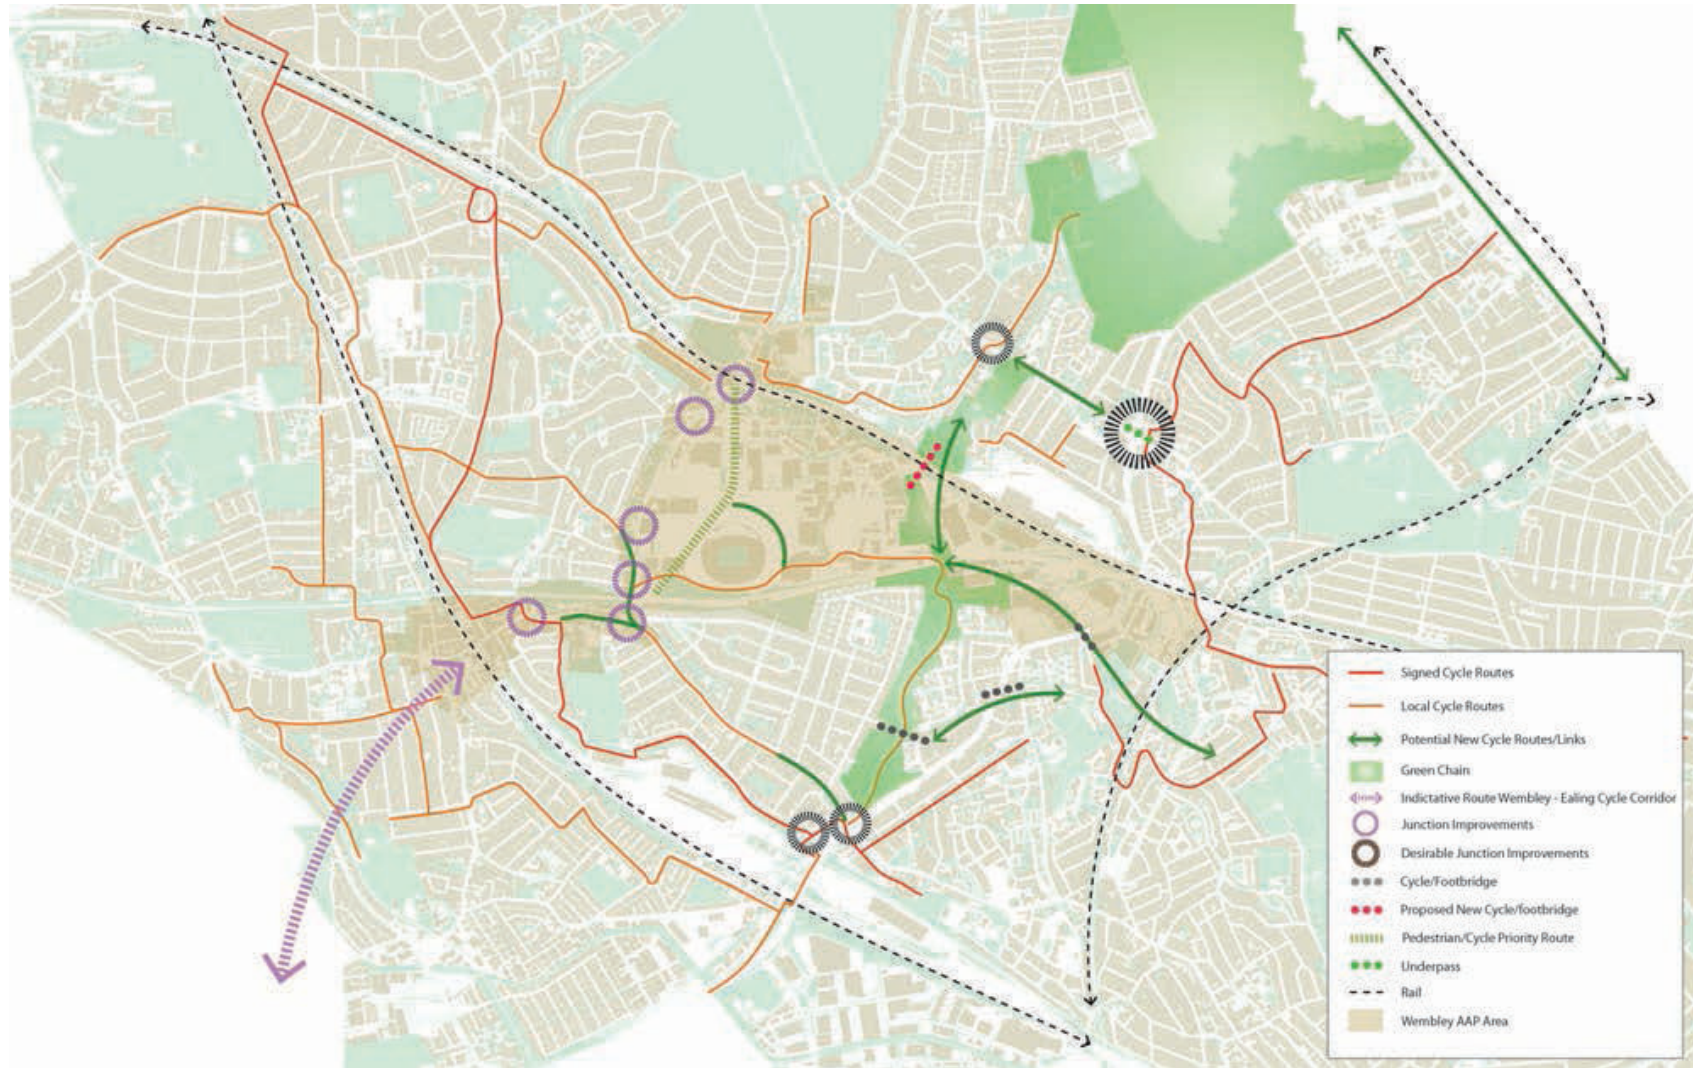 Signed Cycle Routes
Local Cycle Routes
Potential New Cycle Routes/Links
Green Chain
Indictative Route Wembley - Ealing Cycle Corridor
Junction Improvements
Desirable Junction Improvements
Cycle/Footbridge
Proposed New Cycle/footbridge
Pedestrian/Cycle Priority Route
Underpass
Rail
Wembley AAP Area